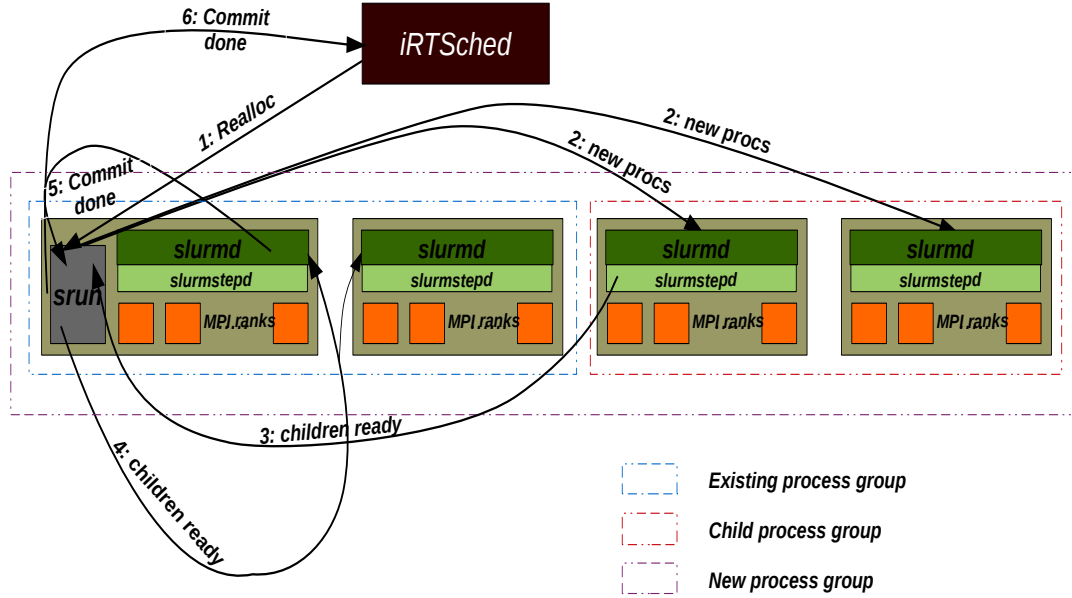 6: Commit
done
iRTSched
1: Realloc
2: new procs
2: new procs
5: Commit
done
srun
slurmd
slurmstepd
MPI ranks
slurmd
slurmstepd
MPI ranks
slurmd
slurmstepd
MPI ranks
slurmd
slurmstepd
MPI ranks
3: children ready
4: children ready
Existing process group
Child process group
New process group